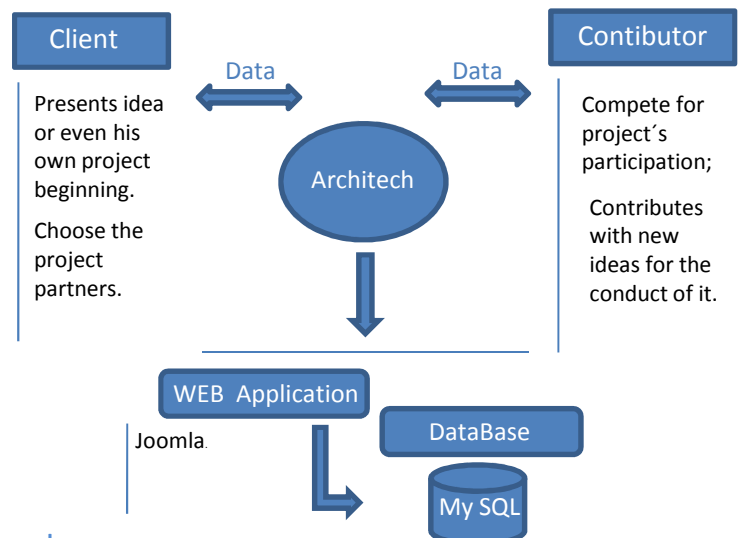 Client
Contibutor
Data
Data
Presents idea
or even his
own project
beginning.
Choose the
project
partners.
Architech
Compete for
project´s
participation;
Contributes
with new
ideas for the
conduct of it.
WEB Application
Joomla.
DataBase
My SQL